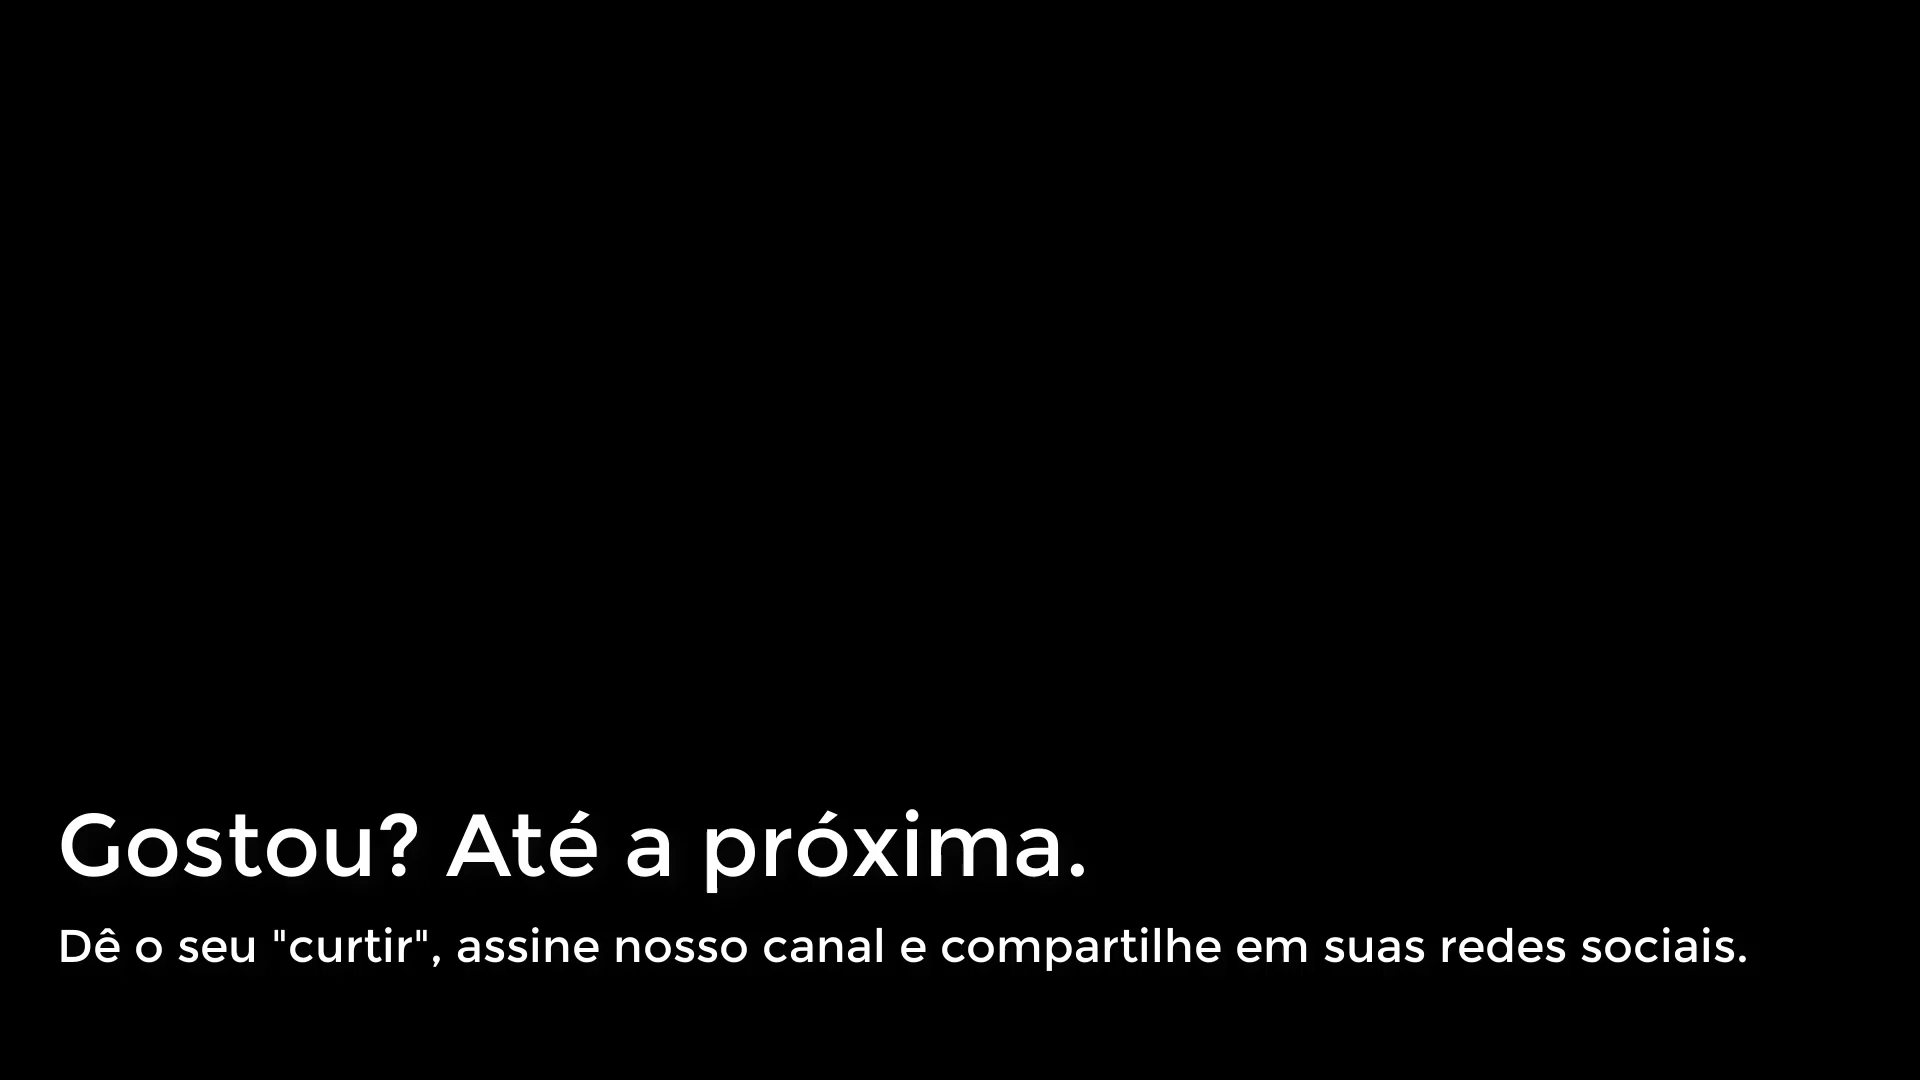 Gostou? Até a próxima.
Dê o seu "curtir", assine nosso canal e compartilhe em suas redes sociais.